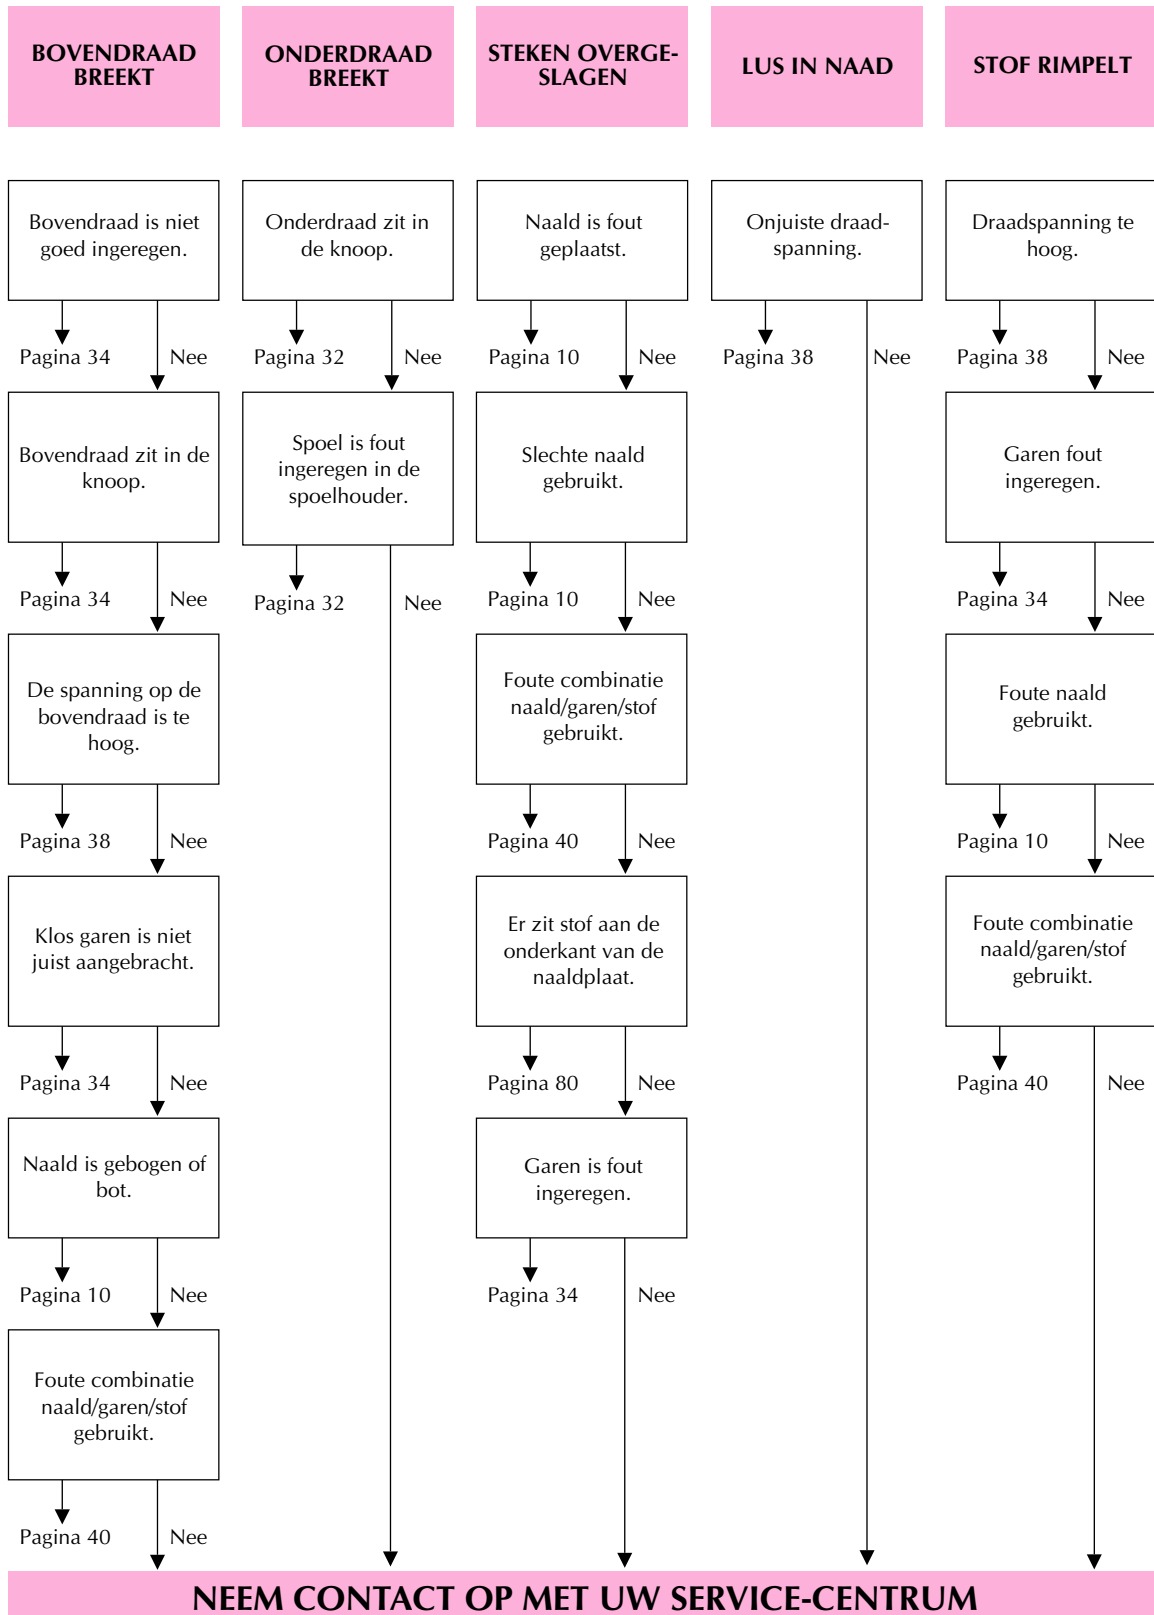 BOVENDRAAD
BREEKT
Bovendraad is niet
goed ingeregen.
Pagina 34
Nee
Bovendraad zit in de
knoop.
Pagina 34
Nee
De spanning op de
bovendraad is te
hoog.
Pagina 38
Nee
Klos garen is niet
juist aangebracht.
Pagina 34
Nee
Naald is gebogen of
bot.
Pagina 10
Nee
Foute combinatie
naald/garen/stof
gebruikt.
Pagina 40
Nee
ONDERDRAAD
BREEKT
Onderdraad zit in
de knoop.
Pagina 32
Nee
Spoel is fout
ingeregen in de
spoelhouder.
Pagina 32
Nee
STEKEN OVERGE-
SLAGEN
Naald is fout
geplaatst.
Pagina 10
Nee
Slechte naald
gebruikt.
Pagina 10
Nee
Foute combinatie
naald/garen/stof
gebruikt.
Pagina 40
Nee
Er zit stof aan de
onderkant van de
naaldplaat.
Pagina 80
Nee
Garen is fout
ingeregen.
Pagina 34
Nee
LUS IN NAAD
Onjuiste draad-
spanning.
Pagina 38
Nee
STOF RIMPELT
Draadspanning te
hoog.
Pagina 38
Nee
Garen fout
ingeregen.
Pagina 34
Nee
Foute naald
gebruikt.
Pagina 10
Nee
Foute combinatie
naald/garen/stof
gebruikt.
Pagina 40
Nee
NEEM CONTACT OP MET UW SERVICE-CENTRUM